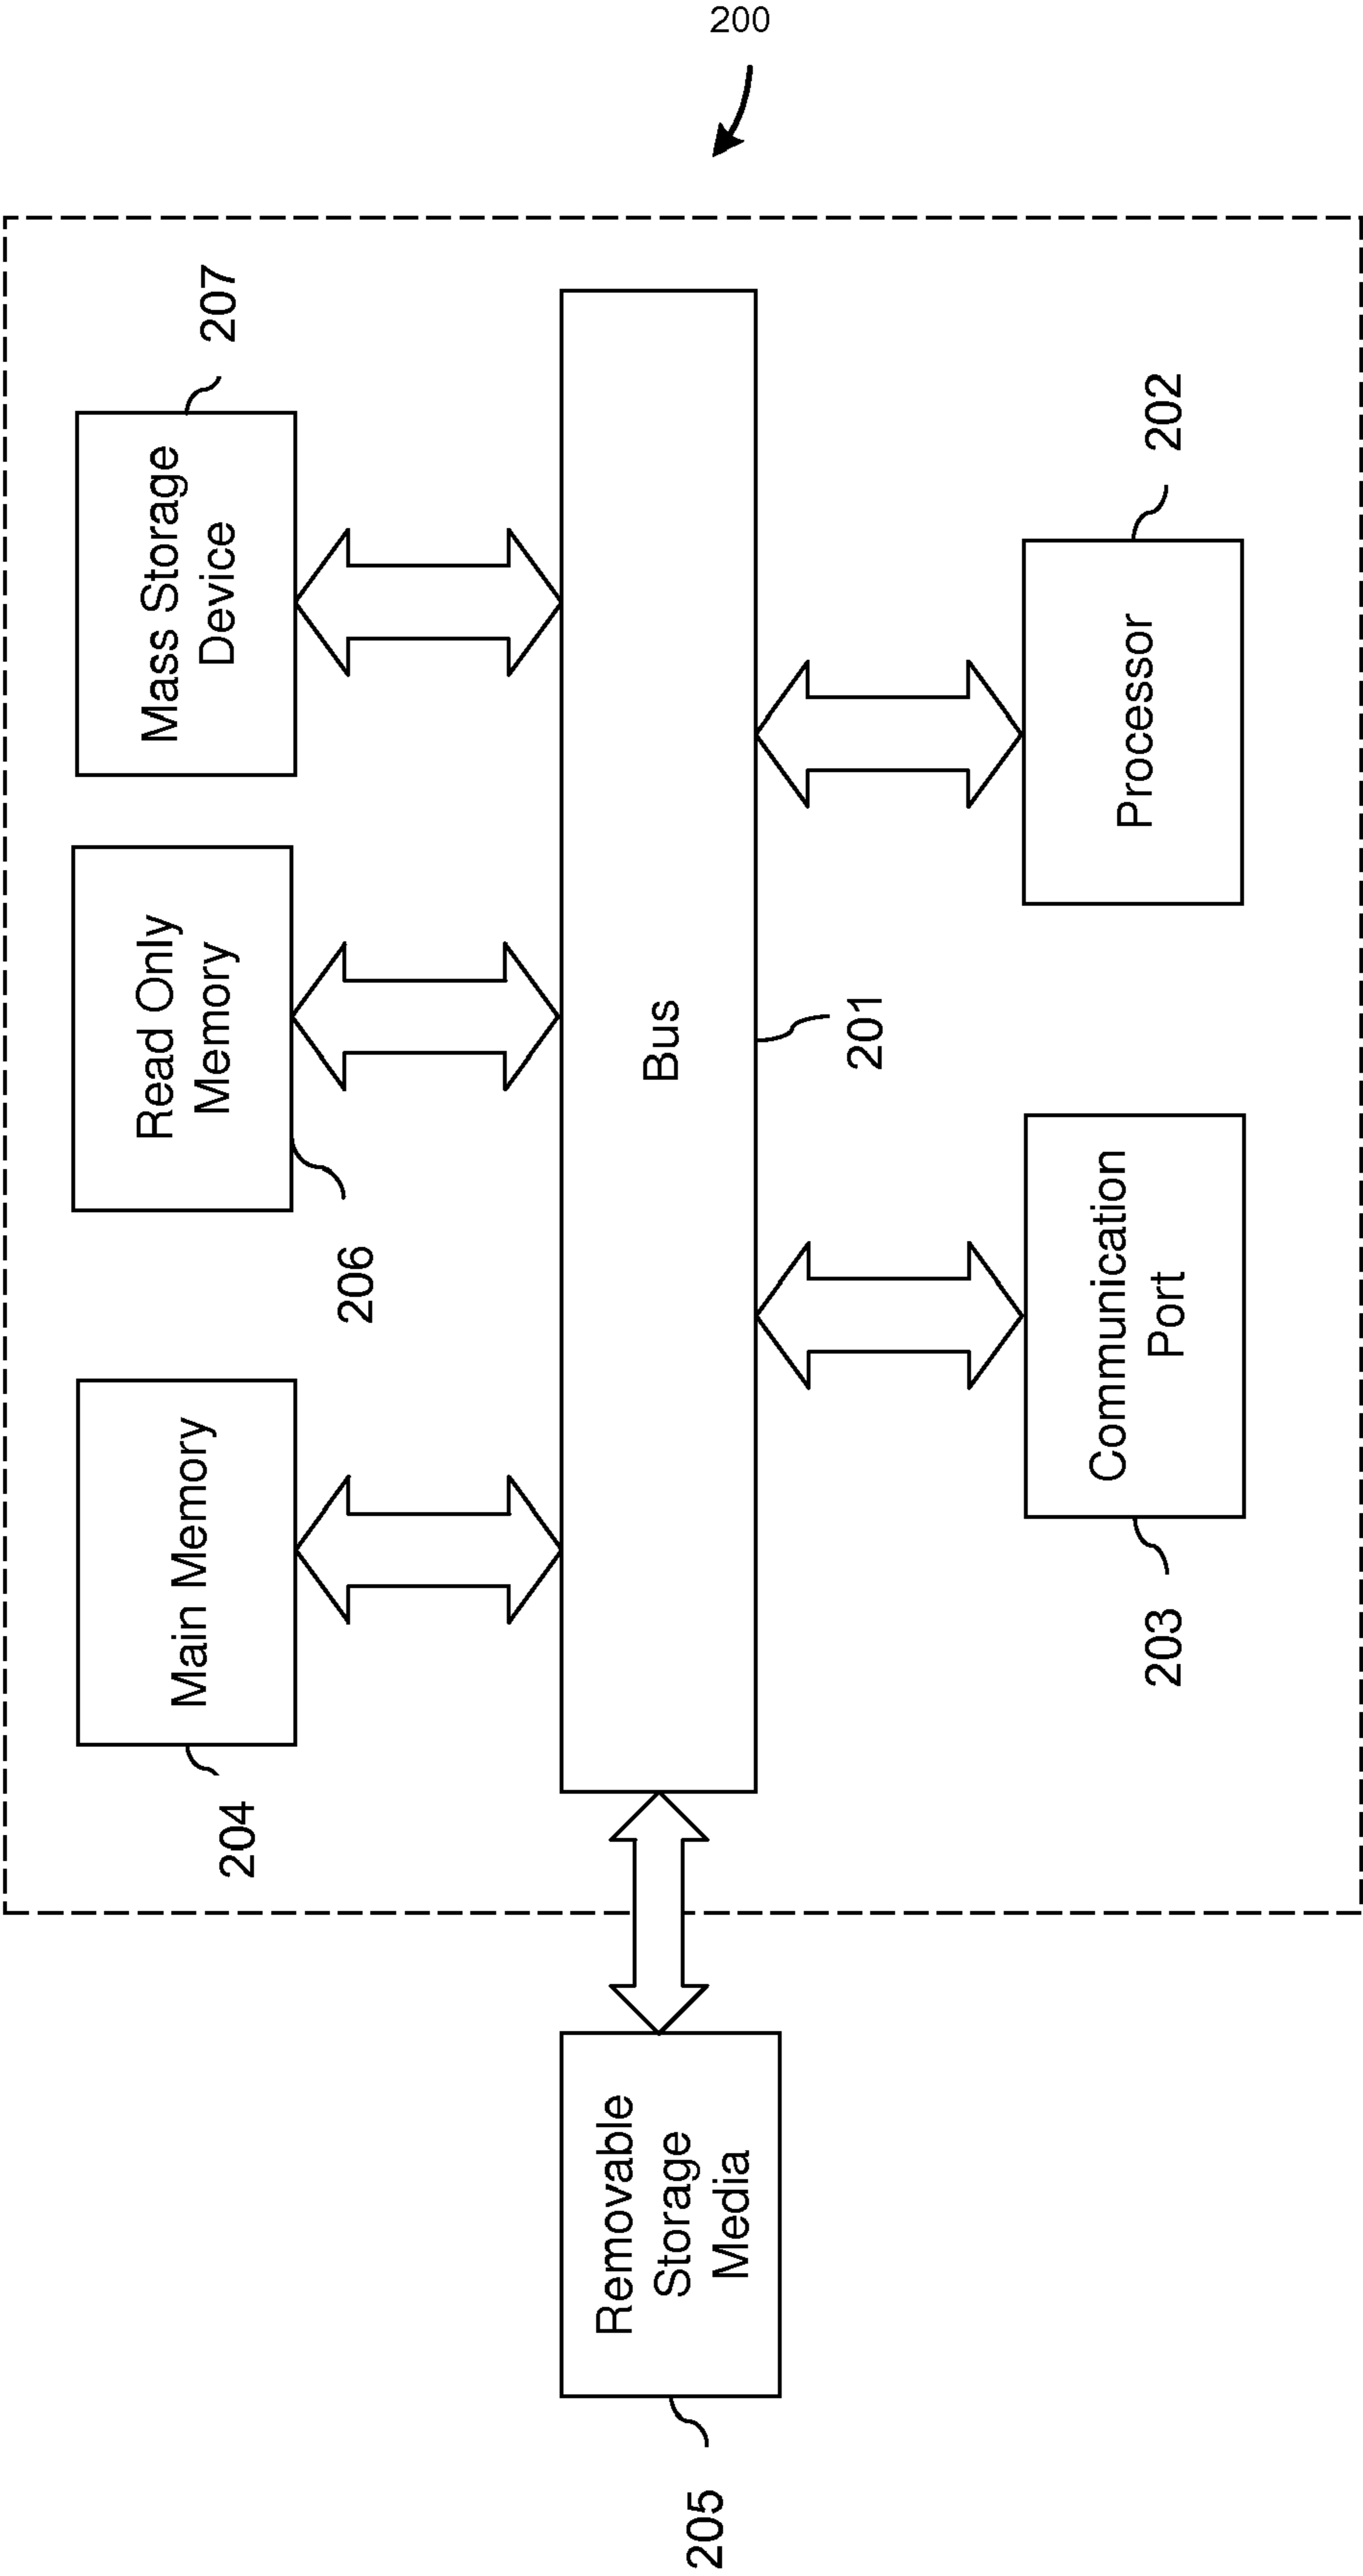 200
Main Memory
204
Read Only
Memory
206
Mass Storage
Device
207
Removable
Storage
Media
205
Bus
201
Communication
Port
203
Processor
202